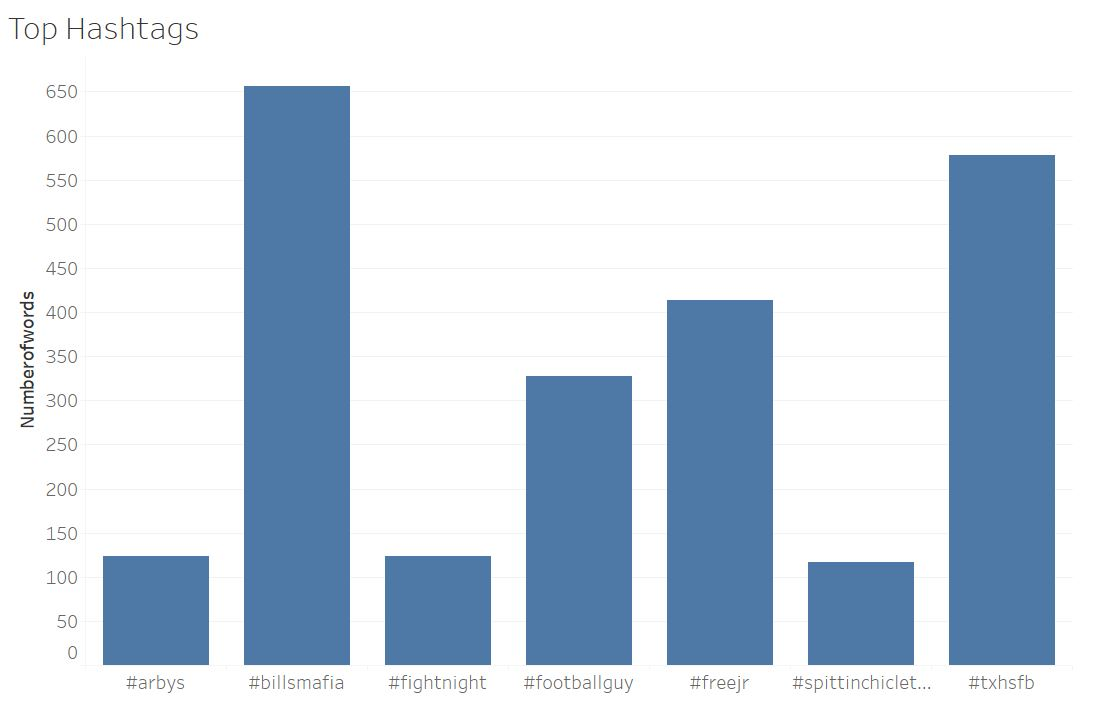 Top Hashtags
650
600
550
500
450
400
350
300
250
200
150
100
50
0
Numberofwords
#arbys
#billsmafia
#fightnight
#footballguy
#freejr
#spittinchiclet...
#txhsfb